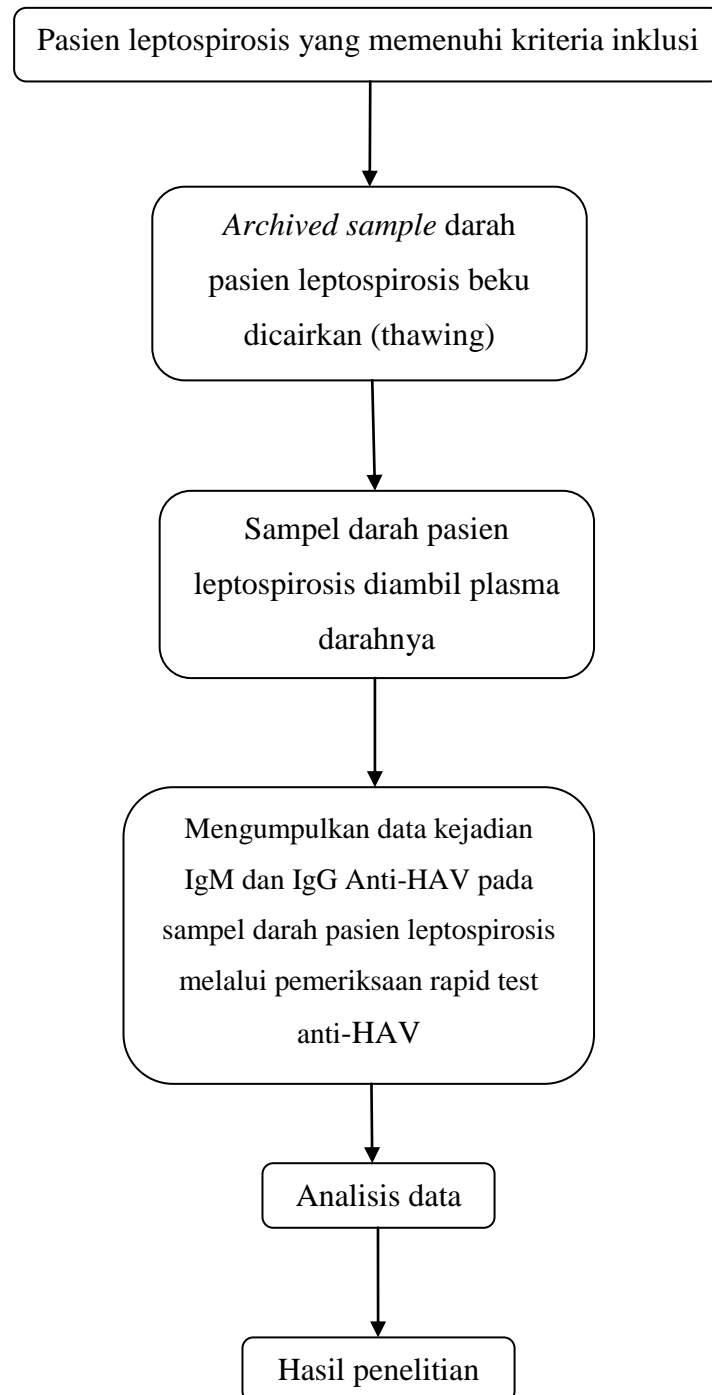 Pasien leptospirosis yang memenuhi kriteria inklusi
Archived sample darah
pasien leptospirosis beku
dicairkan (thawing)
Sampel darah pasien
leptospirosis diambil plasma
darahnya
Mengumpulkan data kejadian
IgM dan IgG Anti-HAV pada
sampel darah pasien leptospirosis
melalui pemeriksaan rapid test
anti-HAV
Analisis data
Hasil penelitian